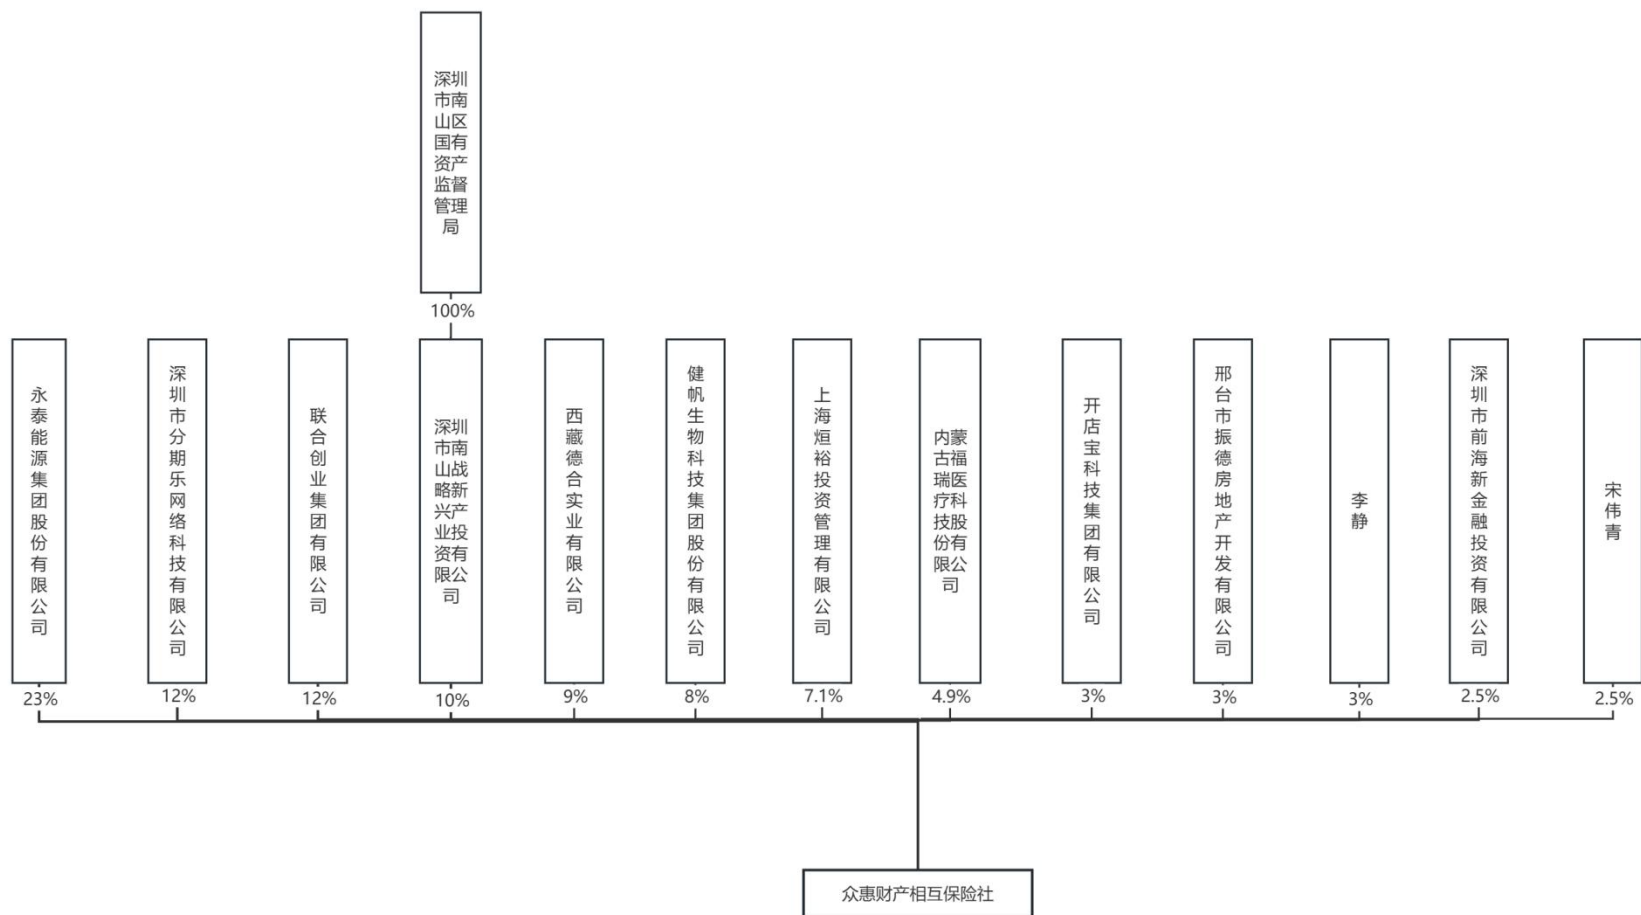 深圳市南山区国有资产监督管理局
100%
永泰能源集团股份有限公司
深圳市分期乐网络科技有限公司
联合创业集团有限公司
深圳市南山战略新兴产业投资有限公司
西藏德合实业有限公司
健帆生物科技集团股份有限公司
上海烜裕投资管理有限公司
内蒙古福瑞医疗科技股份有限公司
开店宝科技集团有限公司
邢台市振德房地产开发有限公司
李静
深圳市前海新金融投资有限公司
宋伟青
23%
12%
12%
10%
9%
8%
7.1%
4.9%
3%
3%
3%
2.5%
2.5%
众惠财产相互保险社